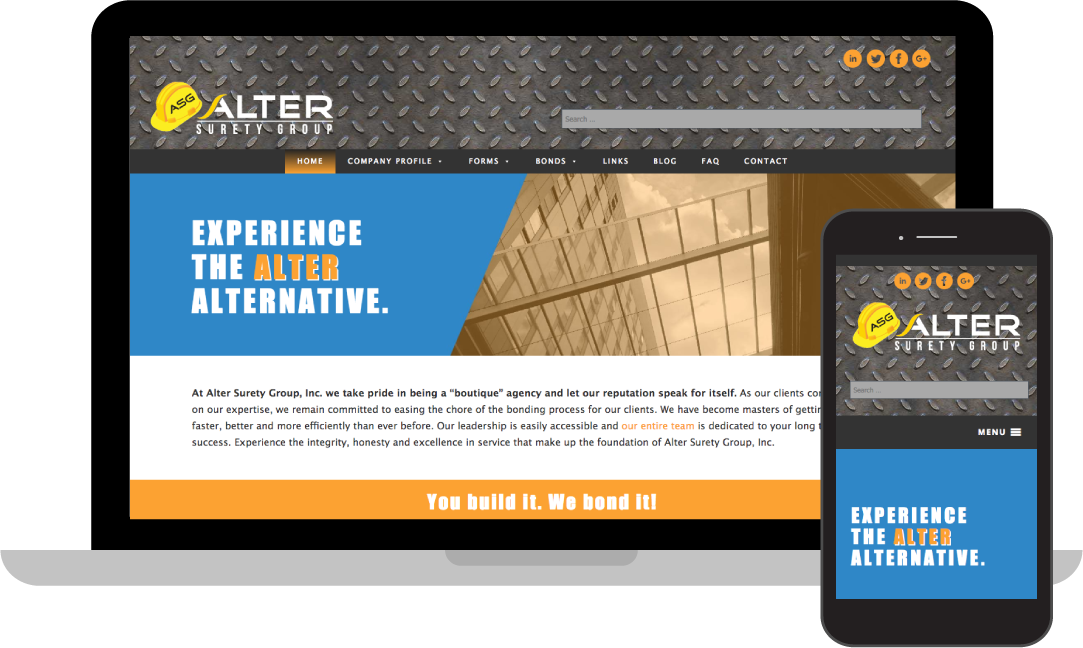 in
G+
ASG
ALTER
SURETY GROUP
Search ...
HOME COMPANY PROFILE FORMS BONDS LINKS BLOG FAQ CONTACT
EXPERIENCE
THE ALTER
ALTERNATIVE.
At Alter Surety Group, Inc. we take pride in being a “boutique” agency and let our reputation speak for itself. As our clients
on our expertise, we remain committed to easing the chore of the bonding process for our clients. We have become masters of
faster, better and more efficiently than ever before. Our leadership is easily accessible and our entire team is dedicated to your long
success. Experience the integrity, honesty and excellence in service that make up the foundation of Alter Surety Group, Inc.
You build it. We bond it!
in
G+
ASG
ALTER
SURETY GROUP
Search ...
MENU
EXPERIENCE
THE ALTER
ALTERNATIVE.